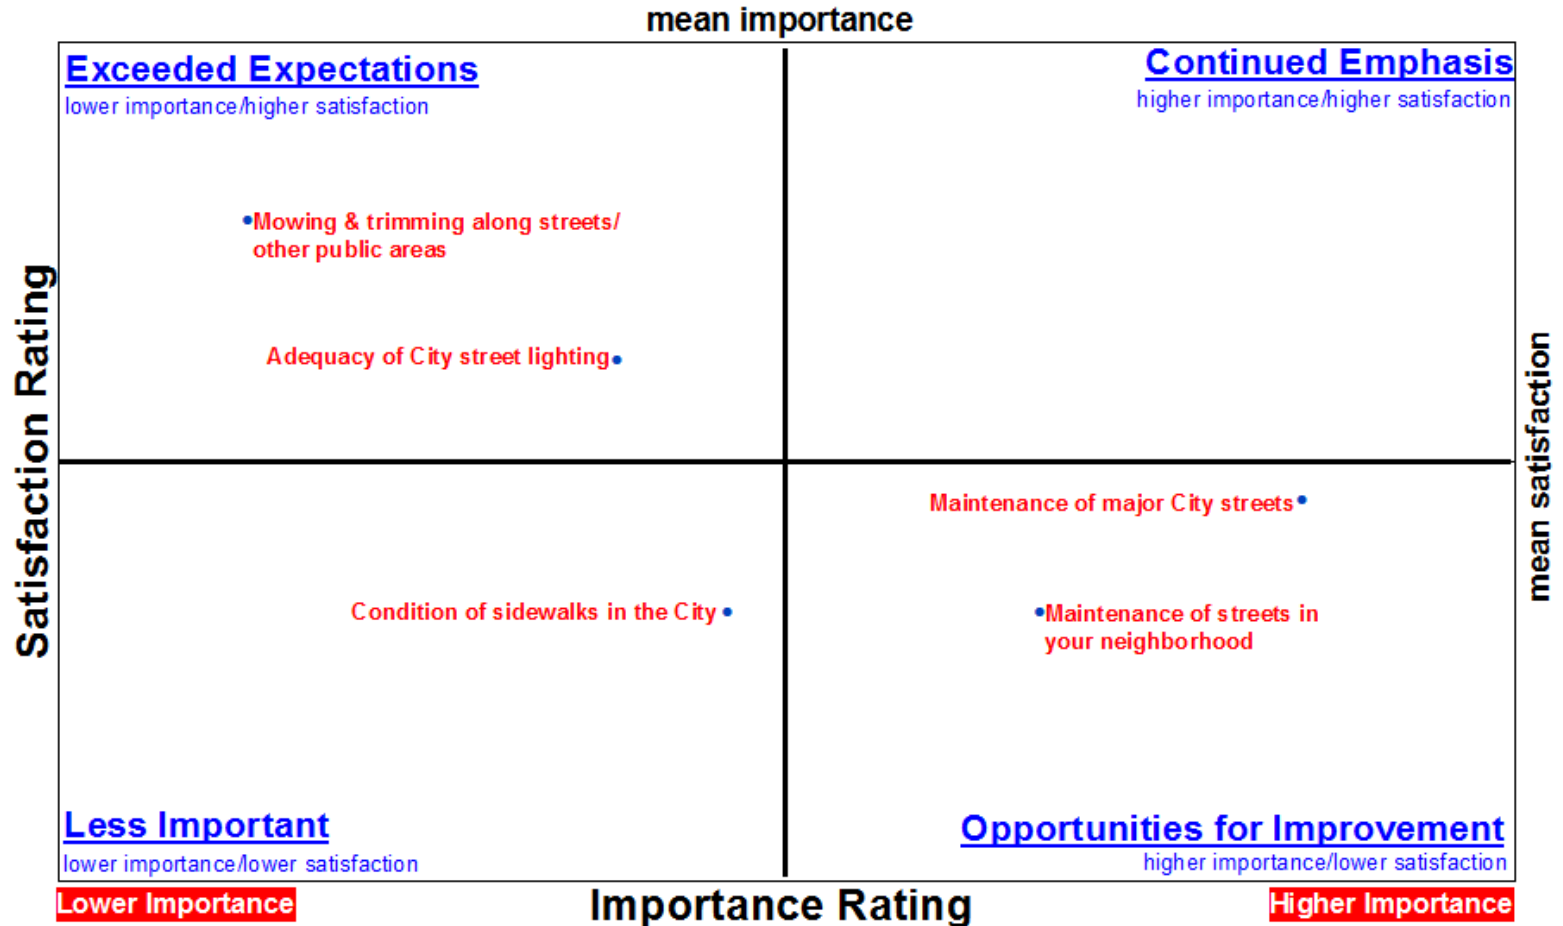 mean importance
Exceeded Expectations
lower importance/higher satisfaction
Continued Emphasis
higher importance/higher satisfaction
Mowing & trimming along streets/
other public areas
Adequacy of City street lighting
Satisfaction Rating
mean satisfaction
Maintenance of major City streets
Condition of sidewalks in the City
Maintenance of streets in
your neighborhood
Less Important
lower importance/lower satisfaction
Opportunities for Improvement
higher importance/lower satisfaction
Lower Importance
Importance Rating
Higher Importance